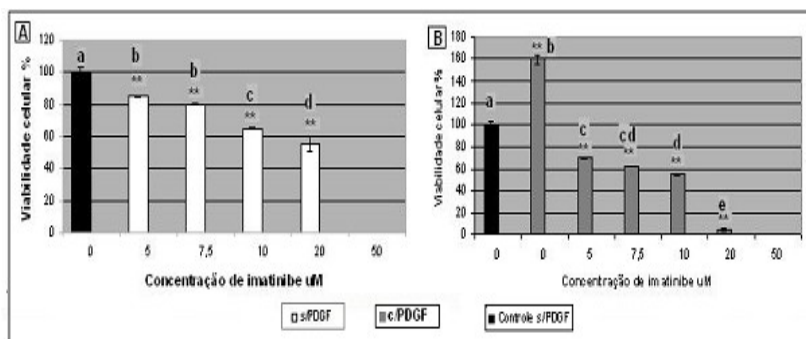 A
120
100
80
60
40
20
0
Viabilidade celular %
a
b
**
b
**
c
**
d
**
0 5 7,5 10 20 50
Concentração de imatinibe uM
B
180
160
140
120
100
80
60
40
20
0
Viabilidade celular %
a
** b
c
**
cd
**
d
**
e
**
0 0 5 7,5 10 20 50
Concentração de imatinibe uM
s/PDGF
c/PDGF
Controle s/PDGF